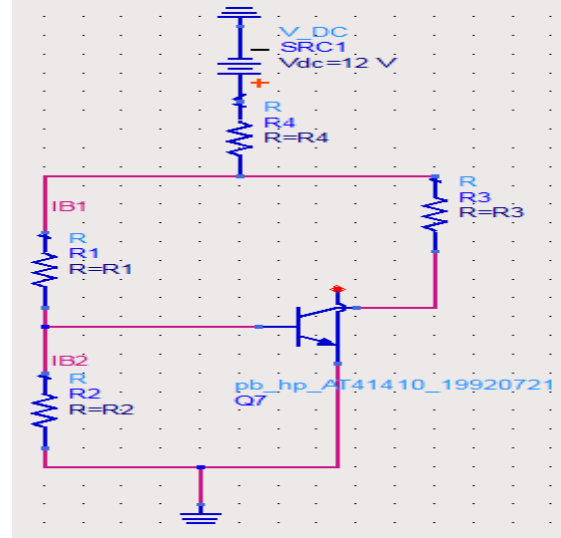 V_DC
SRC1
Vdc=12 V
R
R4
R=R4
IB1
R
R3
R=R3
R
R1
R=R1
IB2
R
R2
R=R2
pb_hp_AT41410_19920721
Q7